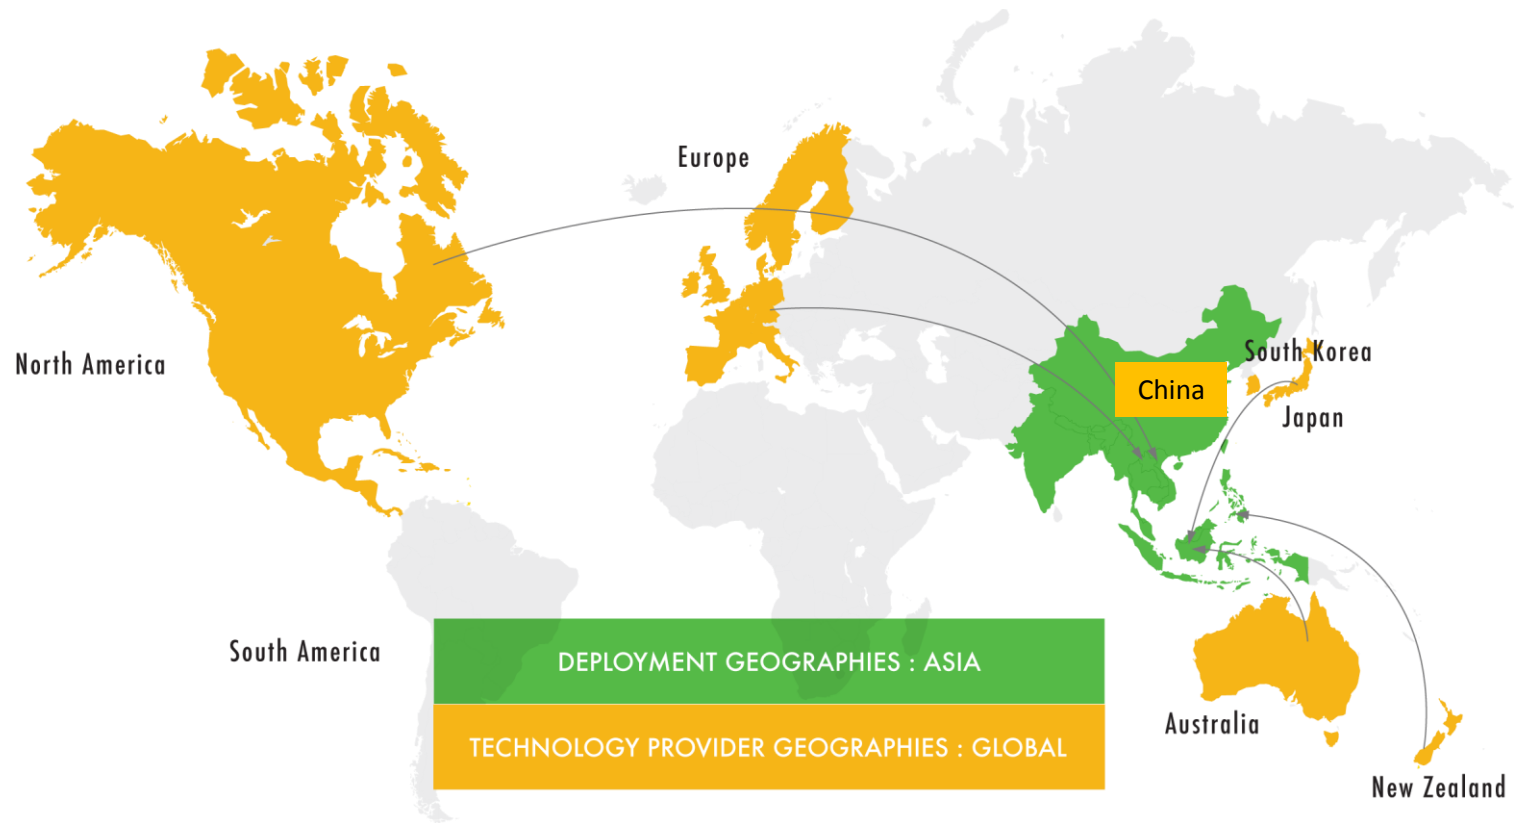 Europe
North America
South Korea
China
Japan
South America
DEPLOYMENT GEOGRAPHIES : ASIA
Australia
TECHNOLOGY PROVIDER GEOGRAPHIES : GLOBAL
New Zealand